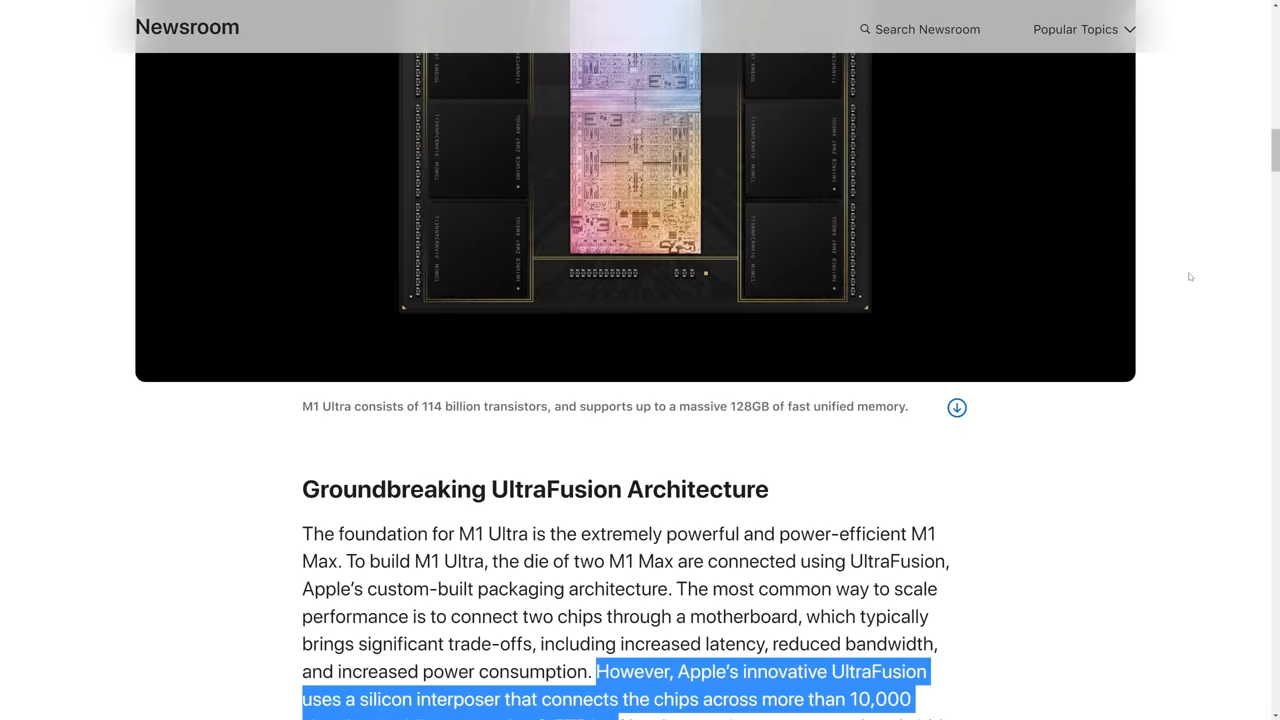 Newsroom
Search Newsroom
Popular Topics
M1 Ultra consists of 114 billion transistors, and supports up to a massive 128GB of fast unified memory.
Groundbreaking UltraFusion Architecture
The foundation for M1 Ultra is the extremely powerful and power-efficient M1
Max. To build M1 Ultra, the die of two M1 Max are connected using UltraFusion,
Apple’s custom-built packaging architecture. The most common way to scale
performance is to connect two chips through a motherboard, which typically
brings significant trade-offs, including increased latency, reduced bandwidth,
and increased power consumption. However, Apple’s innovative UltraFusion
uses a silicon interposer that connects the chips across more than 10,000